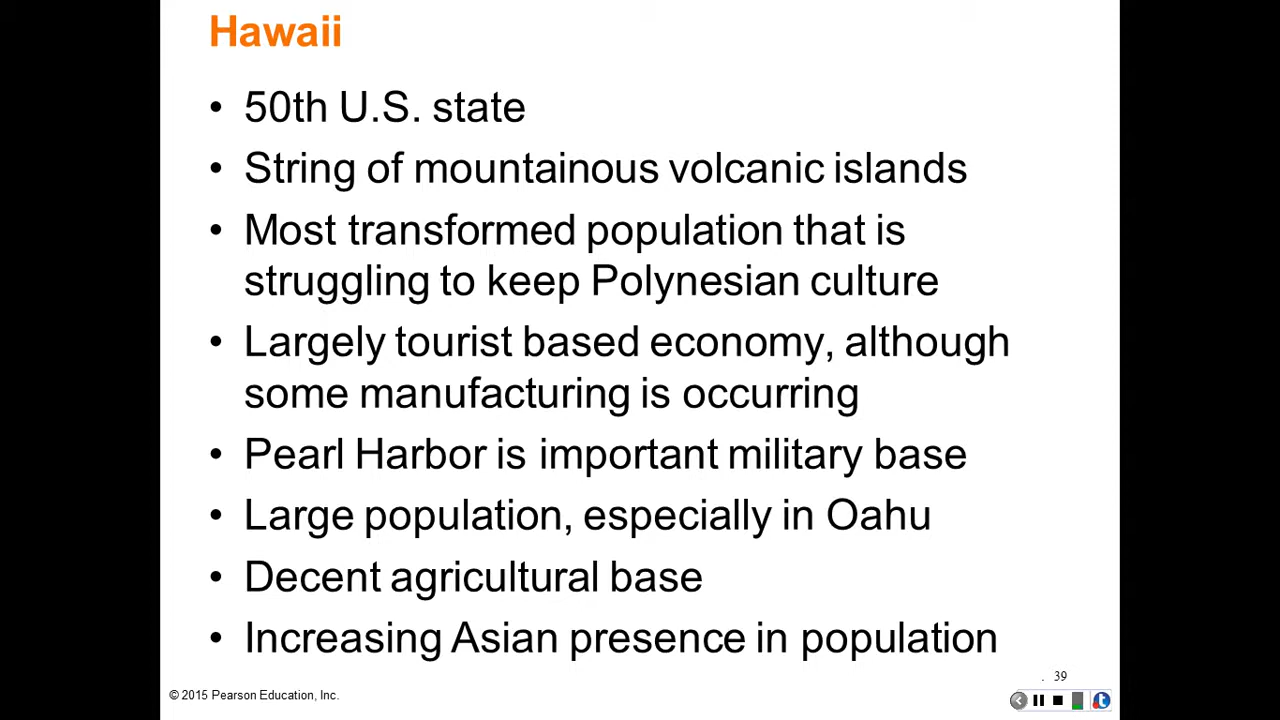 Hawaii
• 50th U.S. state
• String of mountainous volcanic islands
• Most transformed population that is
struggling to keep Polynesian culture
• Largely tourist based economy, although
some manufacturing is occurring
• Pearl Harbor is important military base
• Large population, especially in Oahu
• Decent agricultural base
• Increasing Asian presence in population
. 39
© 2015 Pearson Education, Inc.
t